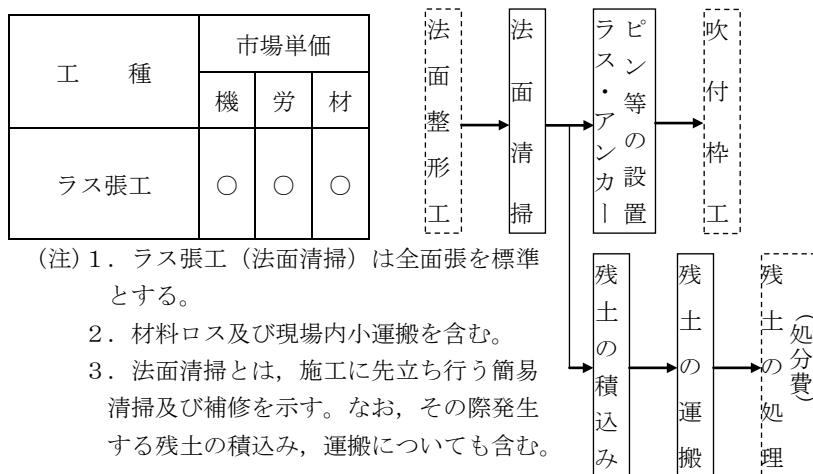 工　種
市場単価
機
労
材
ラス張工
○
○
○
(注) 1．ラス張工（法面清掃）は全面張を標準
とする。
2．材料ロス及び現場内小運搬を含む。
3．法面清掃とは，施工に先立ち行う簡易
清掃及び補修を示す。なお，その際発生
する残土の積込み，運搬についても含む。
法面整形工
法面清掃
ラス・アンカー
ピン等の設置
吹付枠工
残土の積込み
残土の運搬
残土の処理
（処分費）